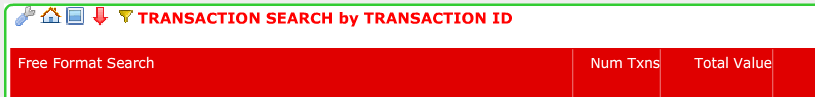 TRANSACTION SEARCH by TRANSACTION ID
Free Format Search Num Txns Total Value